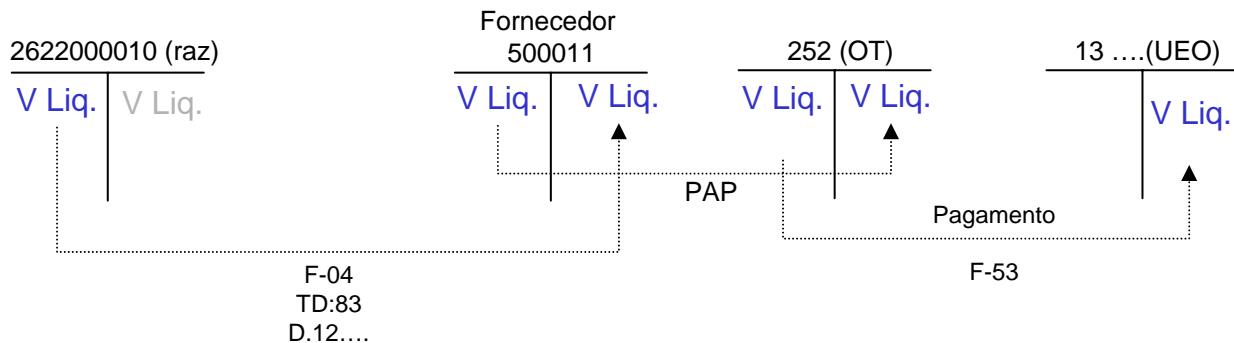 2622000010 (raz)
V Liq.
V Liq.
Fornecedor
500011
V Liq.
V Liq.
252 (OT)
V Liq.
V Liq.
13 ….(UEO)
V Liq.
PAP
Pagamento
F-53
F-04
TD:83
D.12….